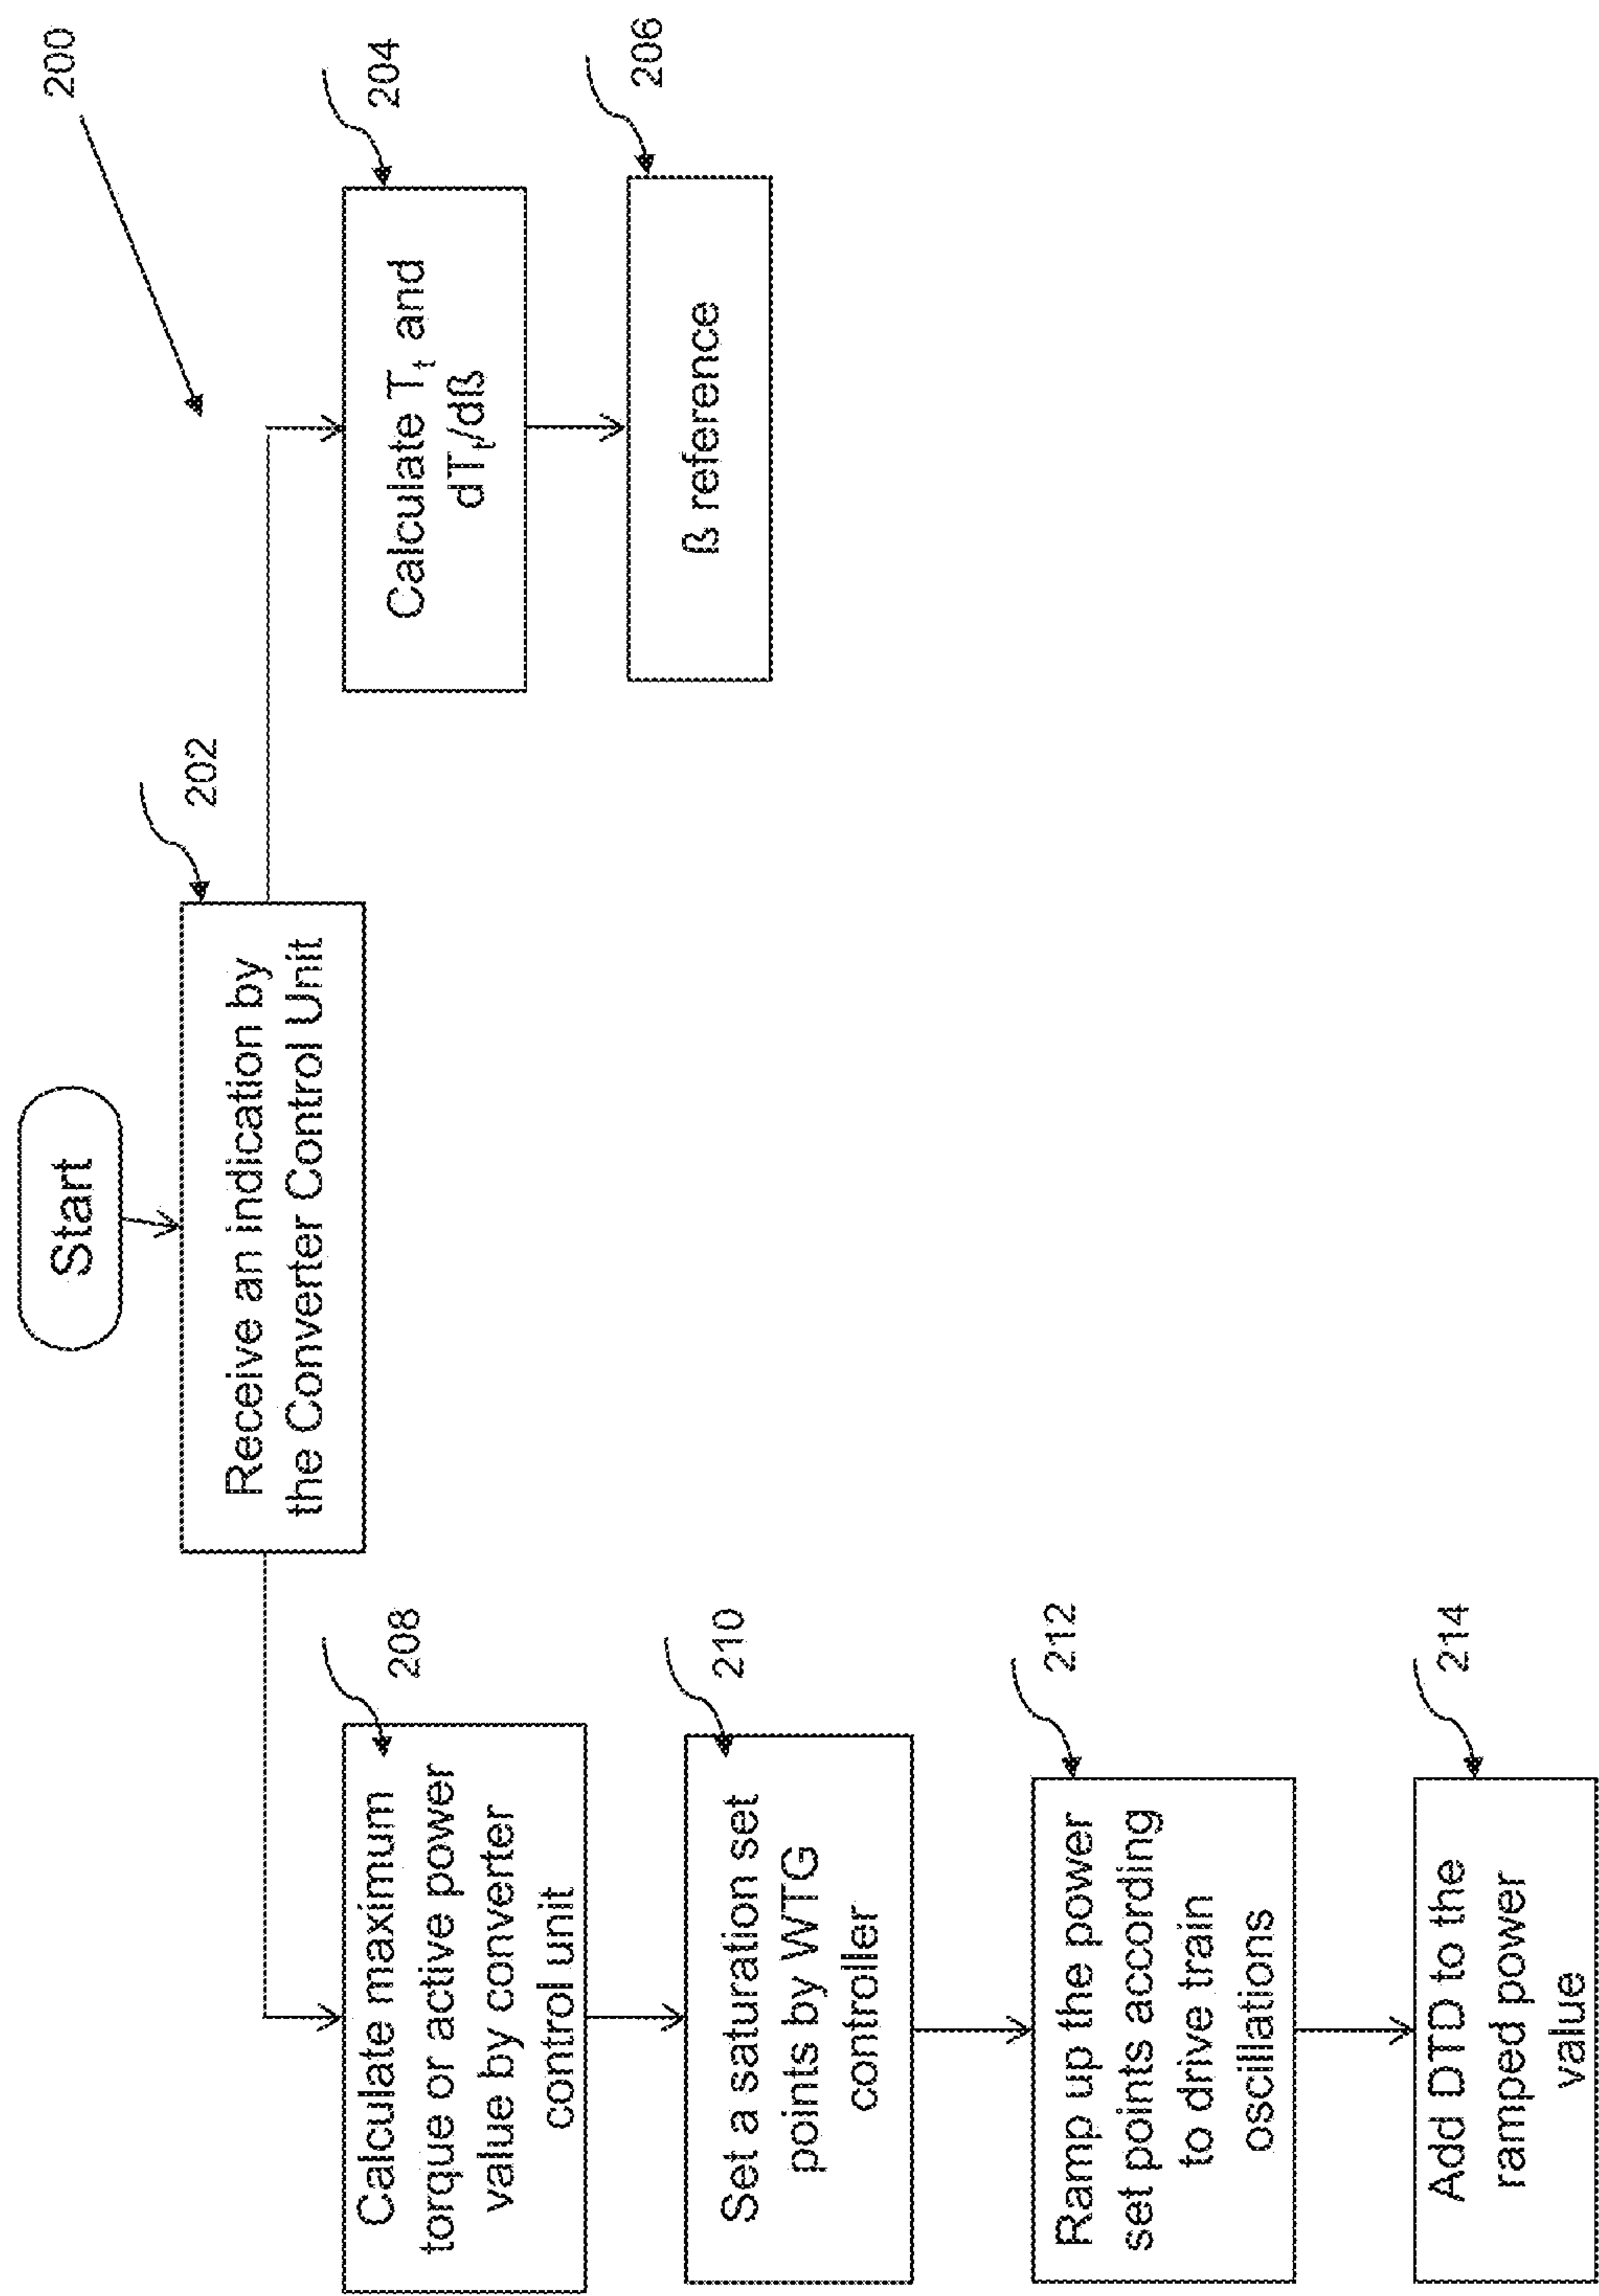 200
Start
202
Receive an indication by
the Converter Control Unit
204
Calculate Tₜ and
dTₜ/dß
206
ß reference
208
Calculate maximum
torque or active power
value by converter
control unit
210
Set a saturation set
points by WTG
controller
212
Ramp up the power
set points according
to drive train
oscillations
214
Add DTD to the
ramped power
value